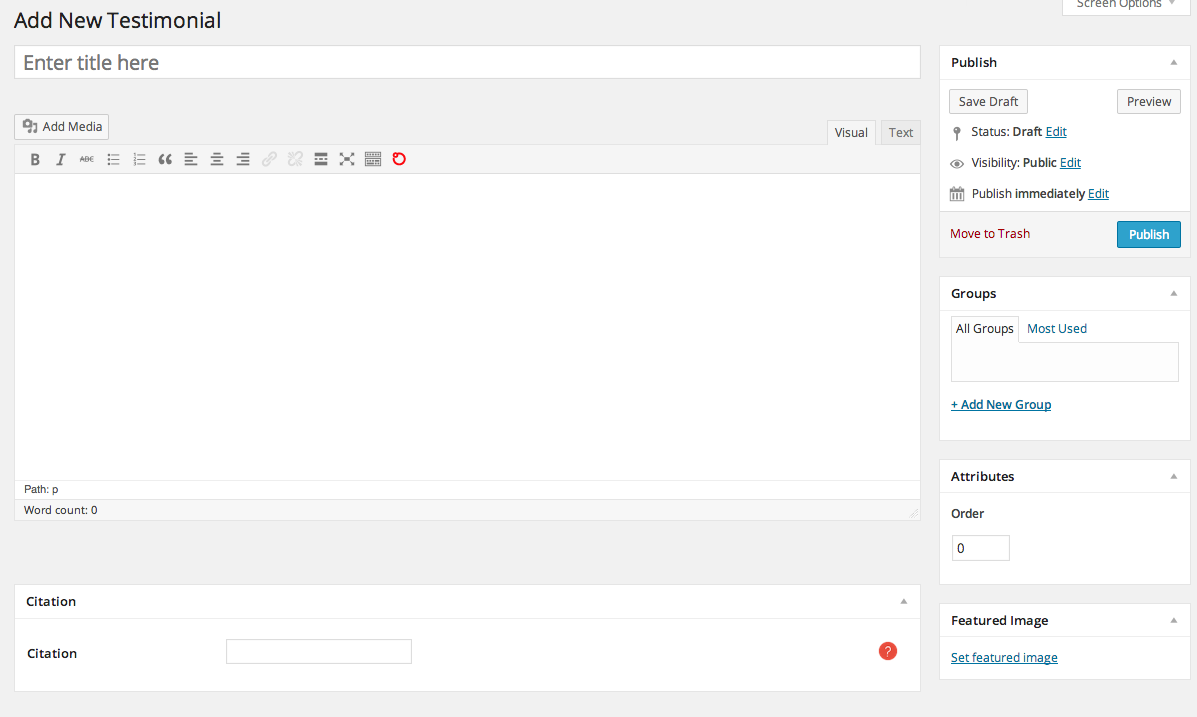 Screen Options
Add New Testimonial
Enter title here
Add Media
Visual
Text
B I ABC
Path: p
Word count: 0
Citation
Citation
?
Publish
Save Draft
Preview
Status: Draft Edit
Visibility: Public Edit
Publish immediately Edit
Move to Trash
Publish
Groups
All Groups
Most Used
+ Add New Group
Attributes
Order
0
Featured Image
Set featured image